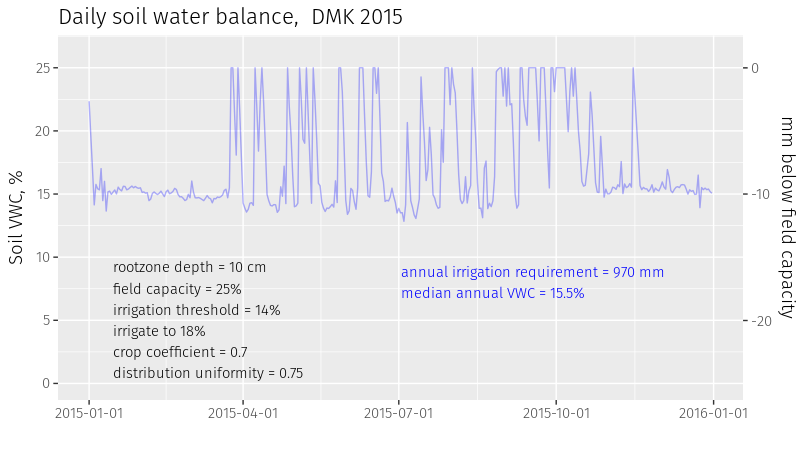 Daily soil water balance,  DMK 2015
Soil VWC, %
25
20
15
10
5
0
0
-10
-20
mm below field capacity
rootzone depth = 10 cm
field capacity = 25%
irrigation threshold = 14%
irrigate to 18%
crop coefficient = 0.7
distribution uniformity = 0.75
annual irrigation requirement = 970 mm
median annual VWC = 15.5%
2015-01-01
2015-04-01
2015-07-01
2015-10-01
2016-01-01